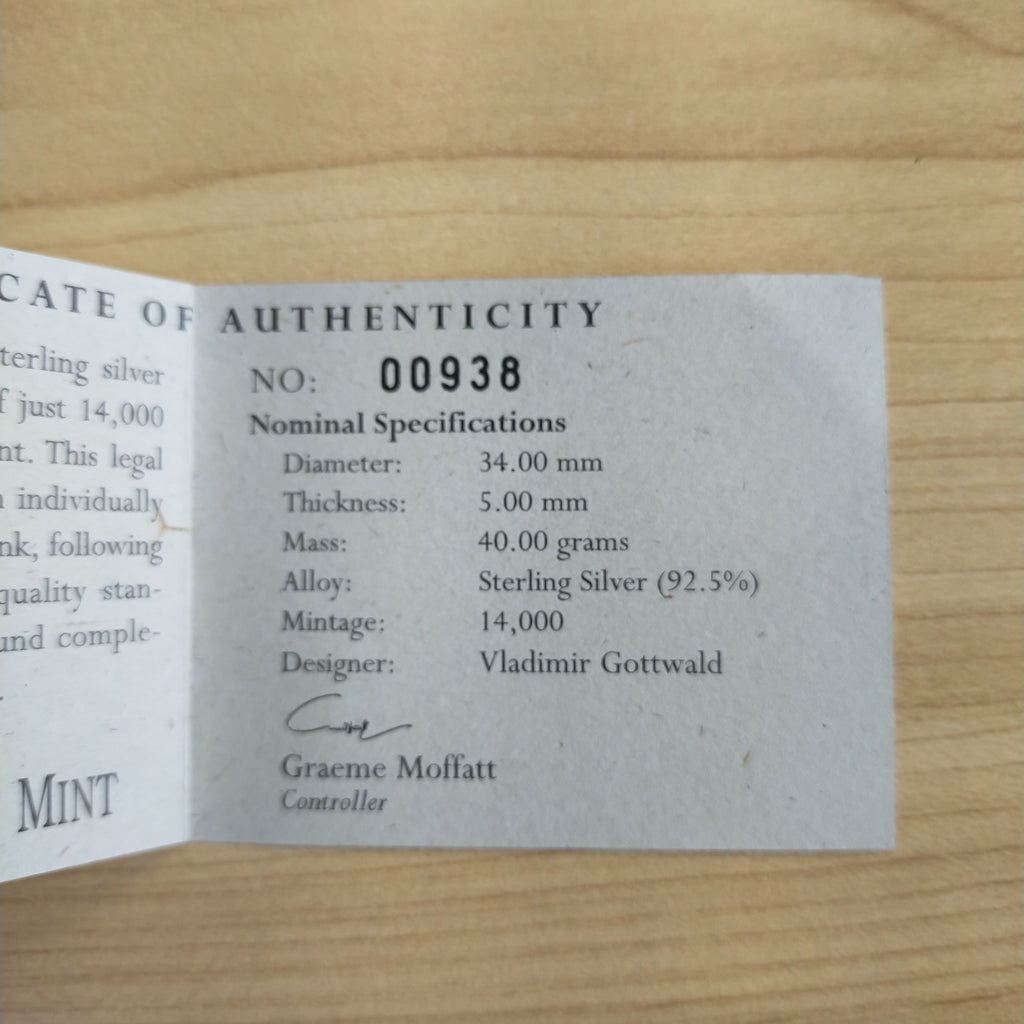 CATE OF
terling silver
f just 14,000
nt. This legal
individually
nk, following
quality stan-
und comple-
.
MINT
AUTHENTICITY
NO: 00938
Nominal Specifications
Diameter: 34.00 mm
Thickness: 5.00 mm
Mass: 40.00 grams
Alloy: Sterling Silver (92.5%)
Mintage: 14,000
Designer: Vladimir Gottwald
Graeme Moffatt
Controller